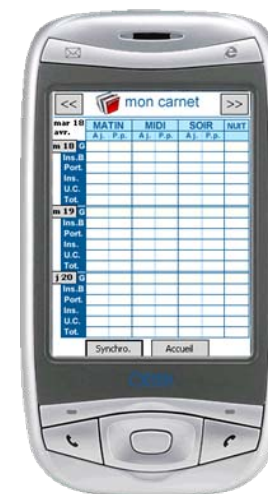 << mon carnet >>
mar 18 avr. MATIN MIDI SOIR NUIT
Aj. P.p. Aj. P.p. Aj. P.p.
m 18 G
Ins.B
Port.
Ins.
U.C.
Tot.
m 19 G
Ins.B
Port.
Ins.
U.C.
Tot.
j 20 G
Ins.B
Port.
Ins.
U.C.
Tot.
Synchro. Accueil